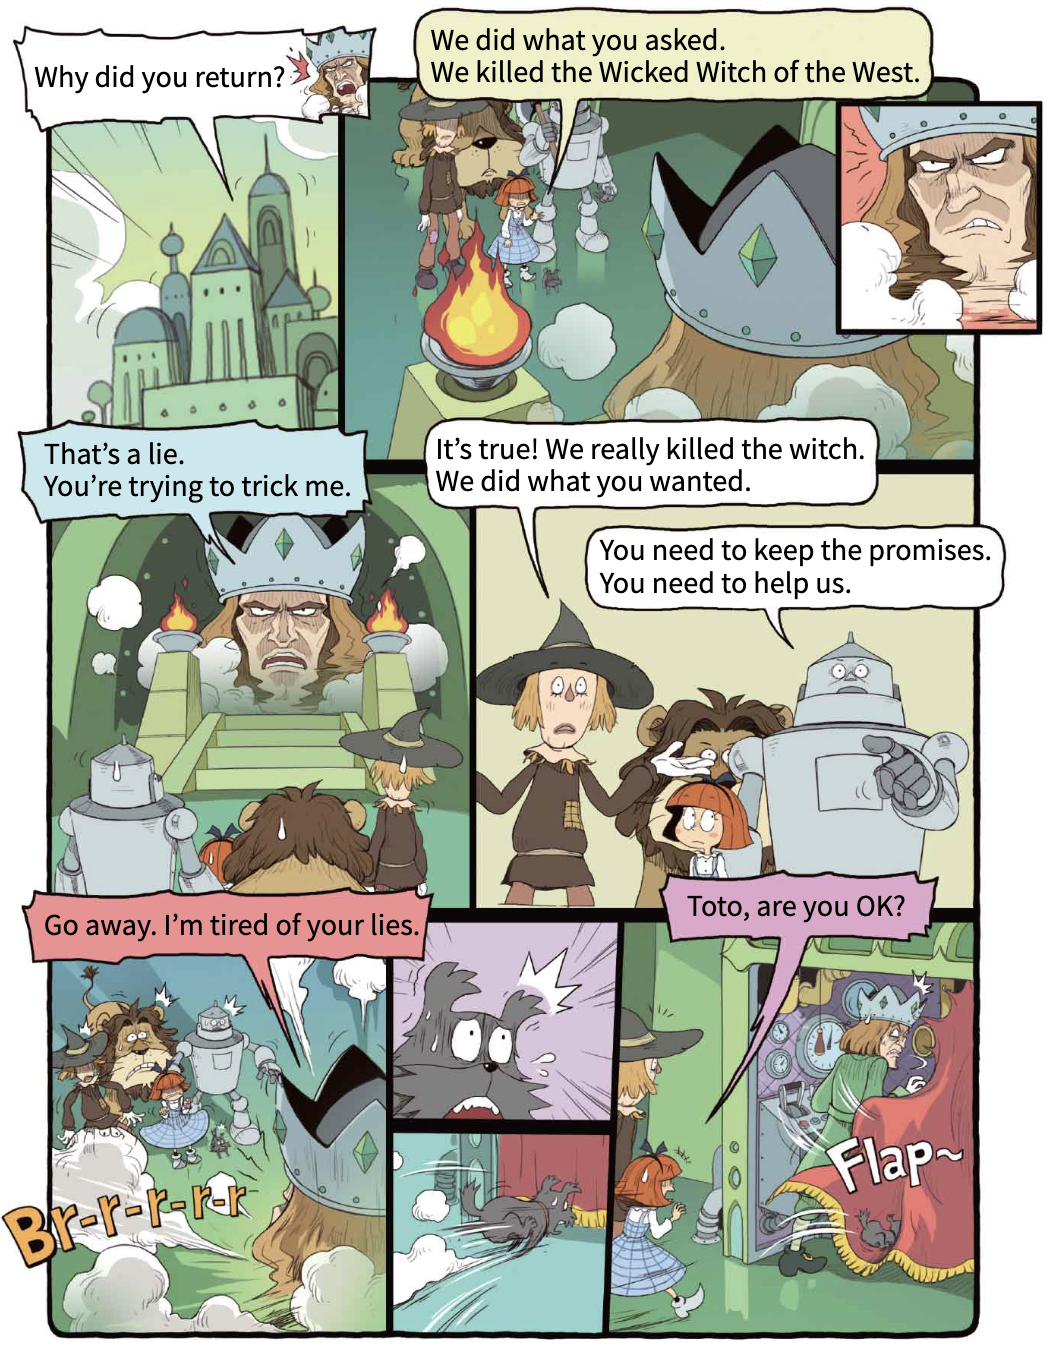 Why did you return?
We did what you asked.
We killed the Wicked Witch of the West.
That's a lie.
You're trying to trick me.
It's true! We really killed the witch.
We did what you wanted.
You need to keep the promises.
You need to help us.
Go away. I'm tired of your lies.
Br-r-r-r-r
Toto, are you OK?
Flap~